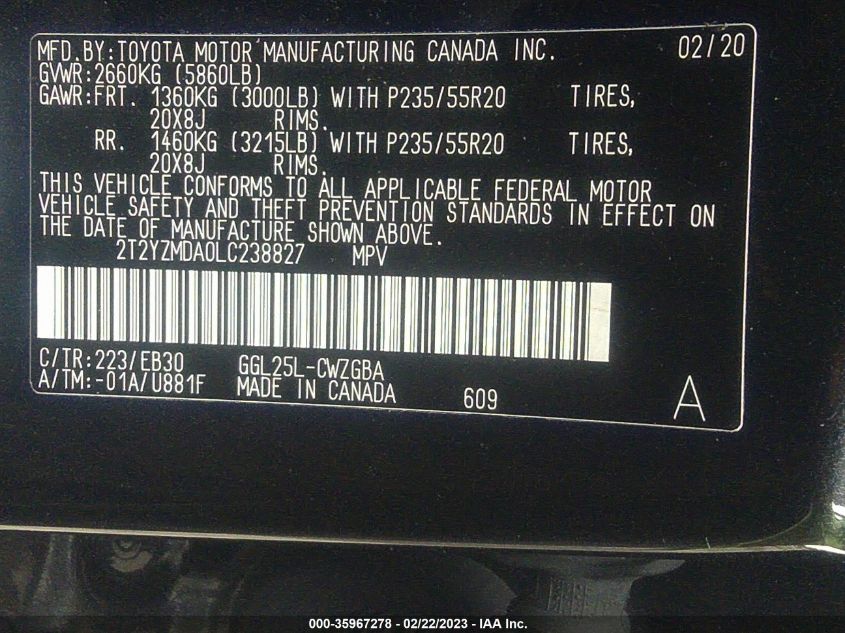 MFD.BY:TOYOTA MOTOR MANUFACTURING CANADA INC. 02/20
GVWR:2660KG (5860LB)
GAWR:FRT. 1360KG (3000LB) WITH P235/55R20 TIRES,
20X8J RIMS.
RR. 1460KG (3215LB) WITH P235/55R20 TIRES,
20X8J RIMS.
THIS VEHICLE CONFORMS TO ALL APPLICABLE FEDERAL MOTOR
VEHICLE SAFETY AND THEFT PREVENTION STANDARDS IN EFFECT ON
THE DATE OF MANUFACTURE SHOWN ABOVE.
2T2YZMDA0LC238827 MPV
C/TR:223/EB30 GGL25L-CWZGBA
A/TM:-01A/U881F MADE IN CANADA 609 A
000-35967278 - 02/22/2023 - IAA Inc.